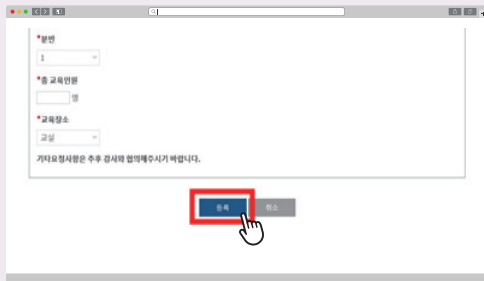 *분반
1
*총 교육인원
명
*교육장소
교실
기타요청사항은 추후 강사와 협의해주시기 바랍니다.
등록 취소